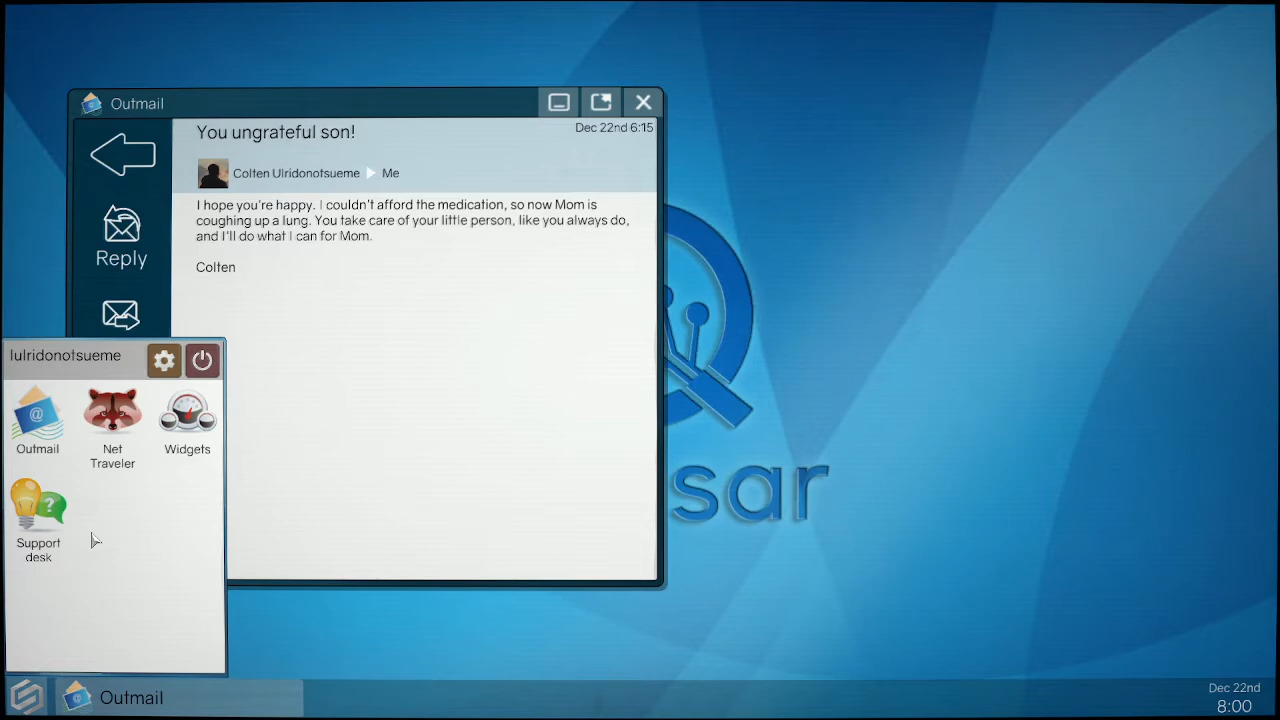 Outmail
You ungrateful son!
Dec 22nd 6:15
Colten Ulridonotsueme
Me
I hope you're happy. I couldn't afford the medication, so now Mom is
coughing up a lung. You take care of your little person, like you always do,
and I'll do what I can for Mom.
Colten
Reply
lulridonotsueme
Outmail
Net
Traveler
Widgets
Support
desk
sar
Outmail
Dec 22nd
8:00